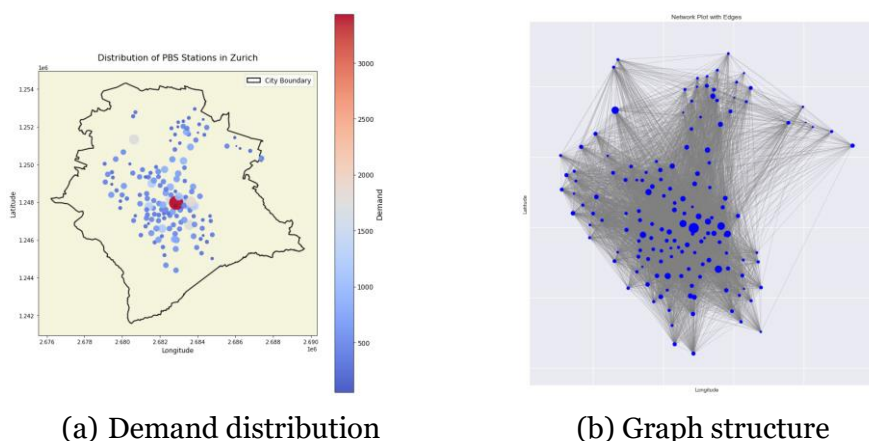 Distribution of PBS Stations in Zurich
1e6
City Boundary
1.254
1.252
1.250
1.248
1.246
1.244
1.242
Latitude
2.676
2.678
2.680
2.682
2.684
2.686
2.688
2.690
1e6
Longitude
3000
2500
2000
1500
1000
500
Demand
Network Plot with Edges
Latitude
Longitude
(a) Demand distribution
(b) Graph structure